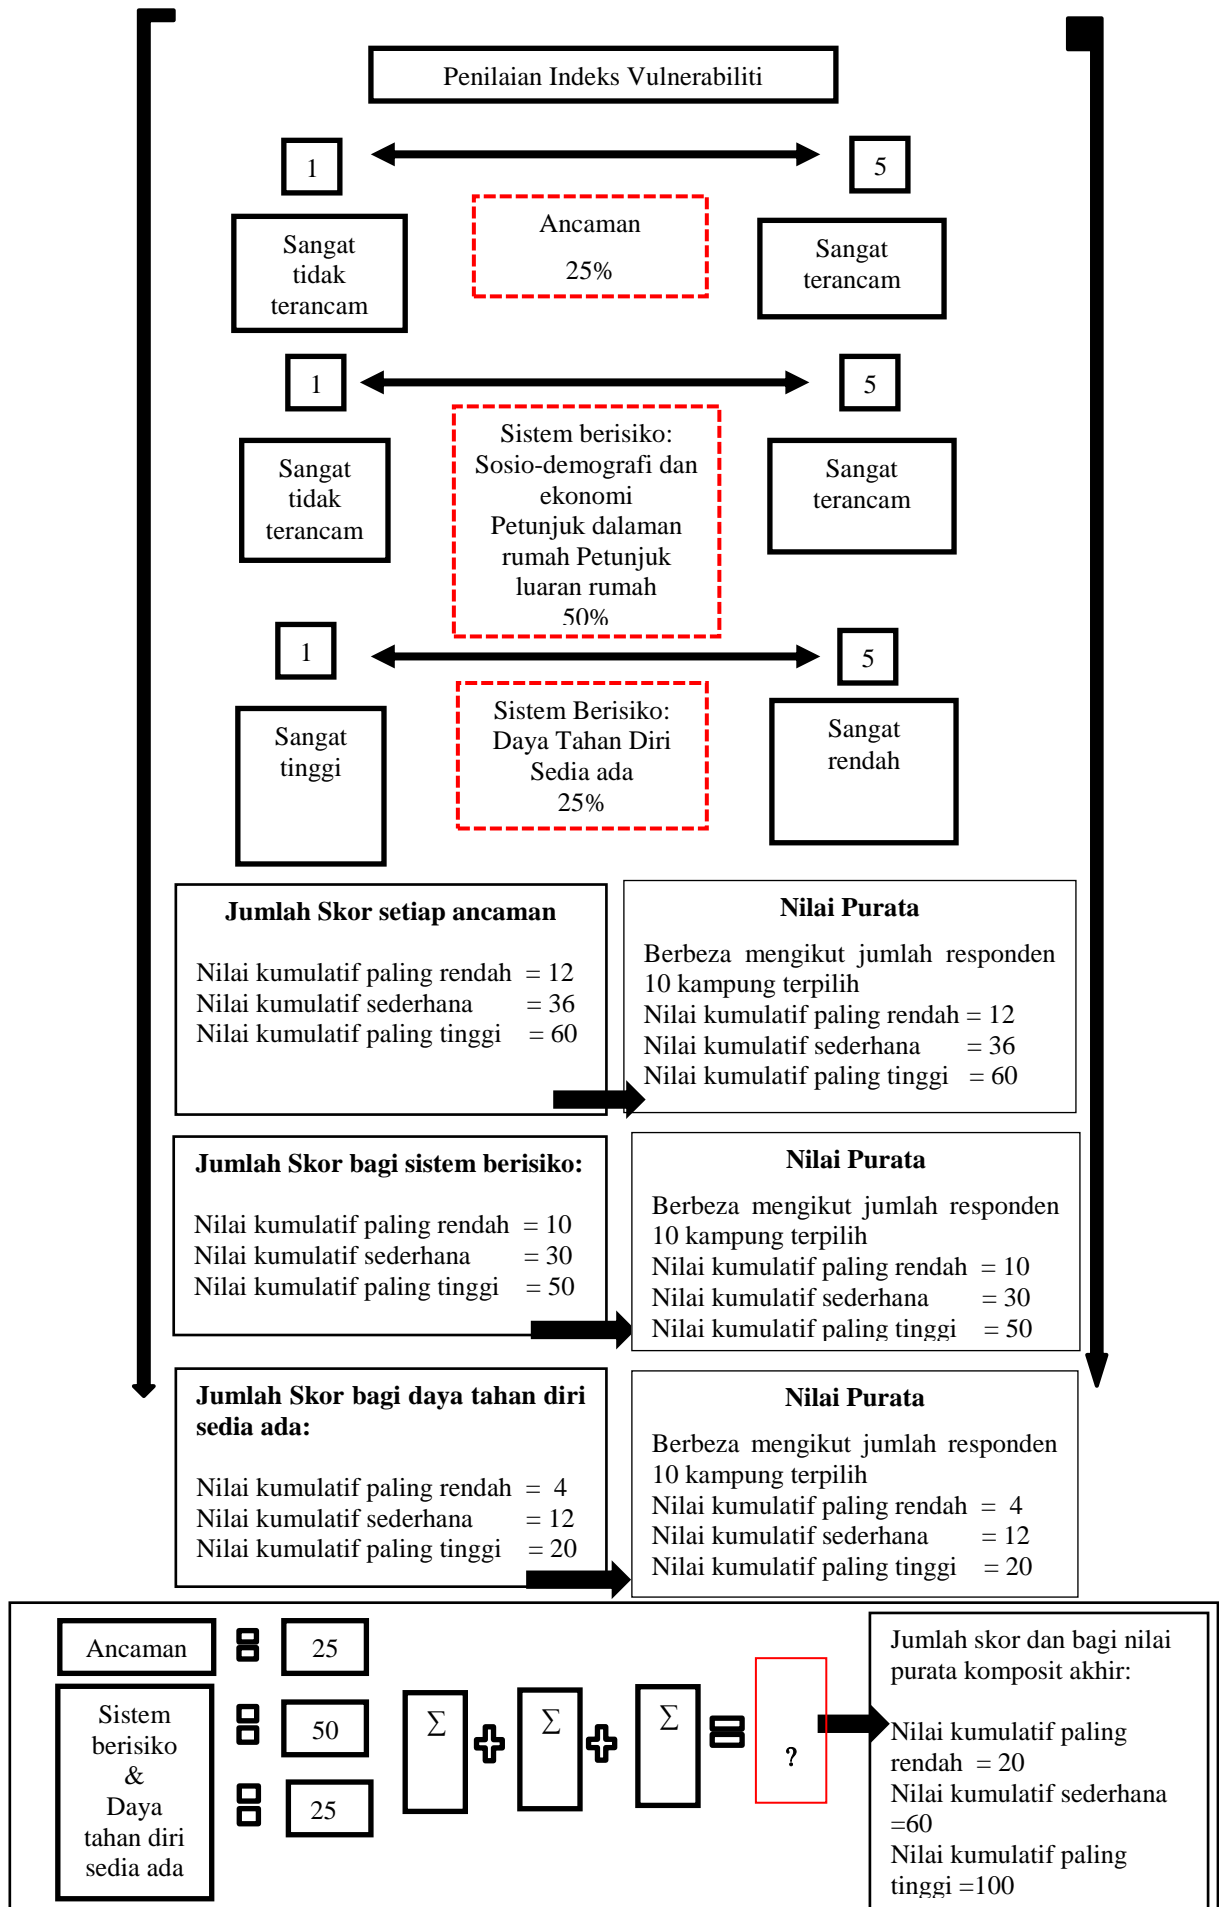 Penilaian Indeks Vulnerabiliti
1
5
Ancaman
25%
Sangat
tidak
terancam
Sangat
terancam
1
5
Sistem berisiko:
Sosio-demografi dan
ekonomi
Petunjuk dalaman
rumah Petunjuk
luaran rumah
50%
Sangat
tidak
terancam
Sangat
terancam
1
5
Sistem Berisiko:
Daya Tahan Diri
Sedia ada
25%
Sangat
tinggi
Sangat
rendah
Jumlah Skor setiap ancaman
Nilai kumulatif paling rendah = 12
Nilai kumulatif sederhana = 36
Nilai kumulatif paling tinggi = 60
Nilai Purata
Berbeza mengikut jumlah responden
10 kampung terpilih
Nilai kumulatif paling rendah = 12
Nilai kumulatif sederhana = 36
Nilai kumulatif paling tinggi = 60
Jumlah Skor bagi sistem berisiko:
Nilai kumulatif paling rendah = 10
Nilai kumulatif sederhana = 30
Nilai kumulatif paling tinggi = 50
Nilai Purata
Berbeza mengikut jumlah responden
10 kampung terpilih
Nilai kumulatif paling rendah = 10
Nilai kumulatif sederhana = 30
Nilai kumulatif paling tinggi = 50
Jumlah Skor bagi daya tahan diri
sedia ada:
Nilai kumulatif paling rendah = 4
Nilai kumulatif sederhana = 12
Nilai kumulatif paling tinggi = 20
Nilai Purata
Berbeza mengikut jumlah responden
10 kampung terpilih
Nilai kumulatif paling rendah = 4
Nilai kumulatif sederhana = 12
Nilai kumulatif paling tinggi = 20
Ancaman
25
Sistem
berisiko
&
Daya
tahan diri
sedia ada
50
25
∑
∑
∑
?
Jumlah skor dan bagi nilai
purata komposit akhir:
Nilai kumulatif paling
rendah = 20
Nilai kumulatif sederhana
=60
Nilai kumulatif paling
tinggi =100